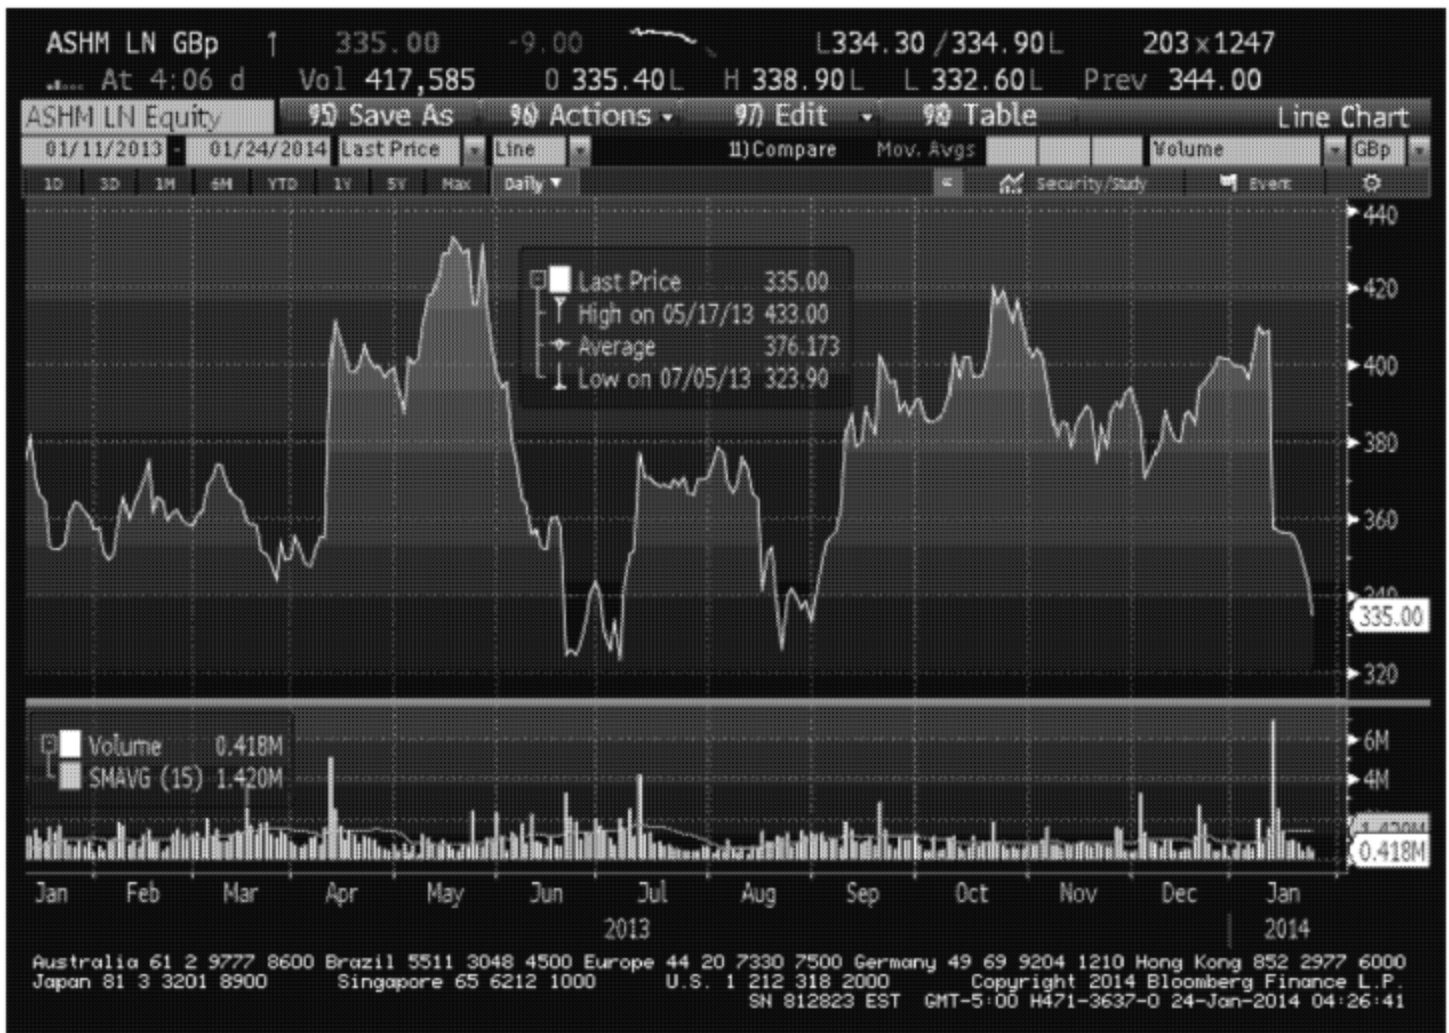 ASHM LN GBp ↑ 335.00 -9.00 L334.30 / 334.90L 203 x 1247
At 4:06 d Vol 417,585 O 335.40L H 338.90L L 332.60L Prev 344.00
ASHM LN Equity 95) Save As 96) Actions 97) Edit 98) Table Line Chart
01/11/2013 - 01/24/2014 Last Price Line 11) Compare Mov. Avgs Volume GBp
1D 3D 1M 6M YTD 1Y 5Y Max Daily ▼ « Security/Study Event
440
Last Price 335.00
420
High on 05/17/13 433.00
Average 376.173
400
Low on 07/05/13 323.90
380
360
340
335.00
320
Volume 0.418M
6M
SMAVG (15) 1.420M
4M
1.420M
0.418M
Jan Feb Mar Apr May Jun Jul Aug Sep Oct Nov Dec Jan
2013 2014
Australia 61 2 9777 8600 Brazil 5511 3048 4500 Europe 44 20 7330 7500 Germany 49 69 9204 1210 Hong Kong 852 2977 6000
Japan 81 3 3201 8900 Singapore 65 6212 1000 U.S. 1 212 318 2000 Copyright 2014 Bloomberg Finance L.P.
SN 812823 EST GMT-5:00 H471-3637-0 24-Jan-2014 04:26:41